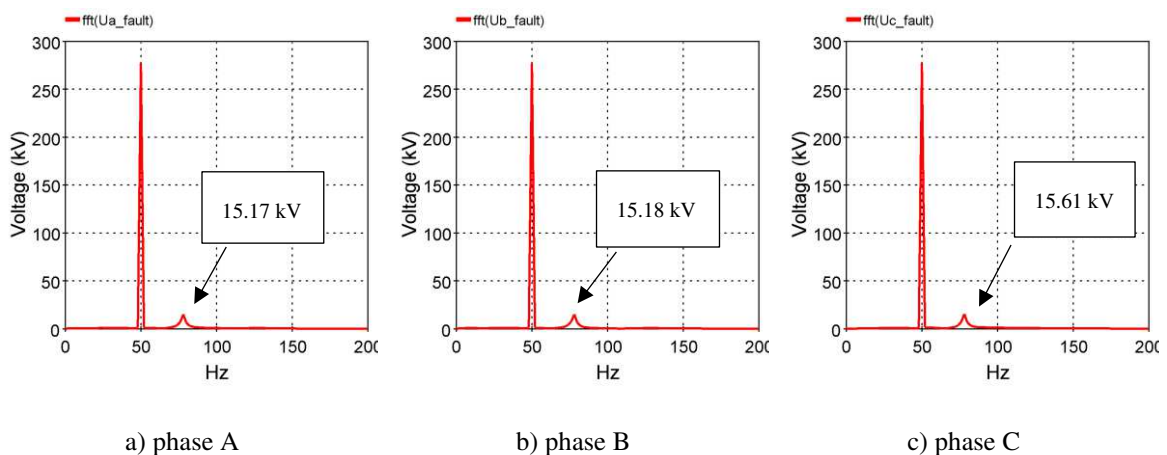 fft(Ua_fault)
300
250
200
150
100
50
0
Voltage (kV)
15.17 kV
0 50 100 150 200
Hz
a) phase A
fft(Ub_fault)
300
250
200
150
100
50
0
Voltage (kV)
15.18 kV
0 50 100 150 200
Hz
b) phase B
fft(Uc_fault)
300
250
200
150
100
50
0
Voltage (kV)
15.61 kV
0 50 100 150 200
Hz
c) phase C